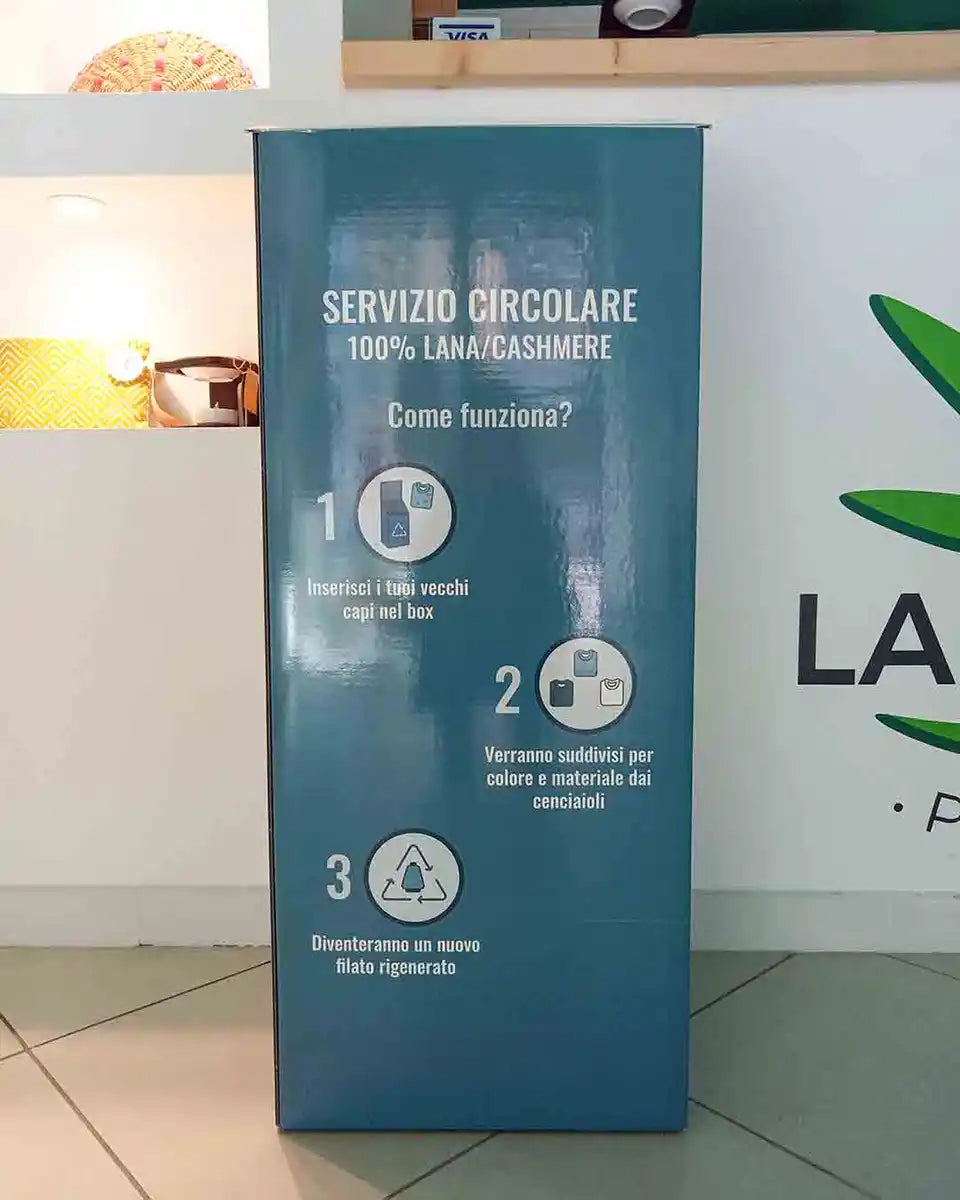 VISA
SERVIZIO CIRCOLARE
100% LANA/CASHMERE
Come funziona?
1
Inserisci i tuoi vecchi
capi nel box
2
Verranno suddivisi per
colore e materiale dai
cenciaioli
3
Diventeranno un nuovo
filato rigenerato
LA
• P